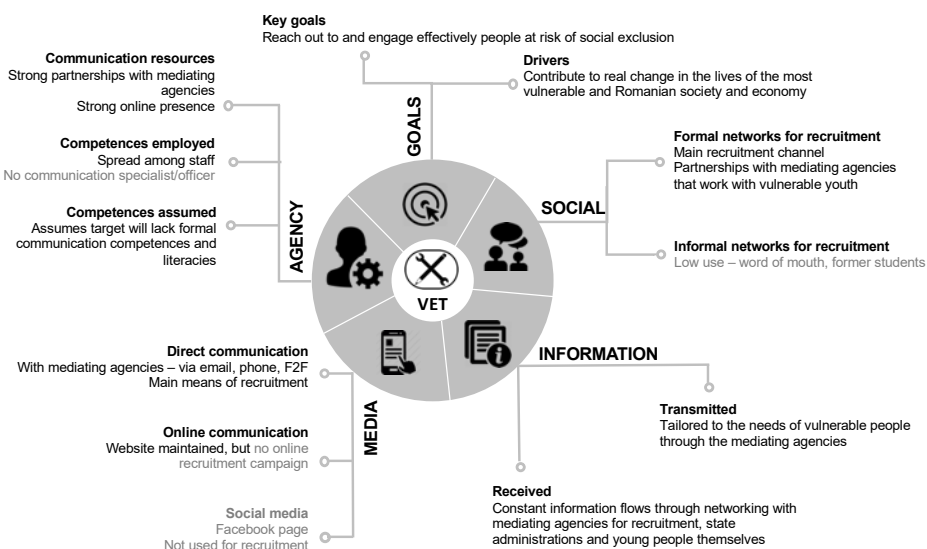 Key goals
Reach out to and engage effectively people at risk of social exclusion
Drivers
Contribute to real change in the lives of the most
vulnerable and Romanian society and economy
GOALS
Communication resources
Strong partnerships with mediating
agencies
Strong online presence
Competences employed
Spread among staff
No communication specialist/officer
Competences assumed
Assumes target will lack formal
communication competences and
literacies
AGENCY
Formal networks for recruitment
Main recruitment channel
Partnerships with mediating agencies
that work with vulnerable youth
SOCIAL
Informal networks for recruitment
Low use – word of mouth, former students
VET
Direct communication
With mediating agencies – via email, phone, F2F
Main means of recruitment
Online communication
Website maintained, but no online
recruitment campaign
Social media
Facebook page
Not used for recruitment
MEDIA
INFORMATION
Transmitted
Tailored to the needs of vulnerable people
through the mediating agencies
Received
Constant information flows through networking with
mediating agencies for recruitment, state
administrations and young people themselves